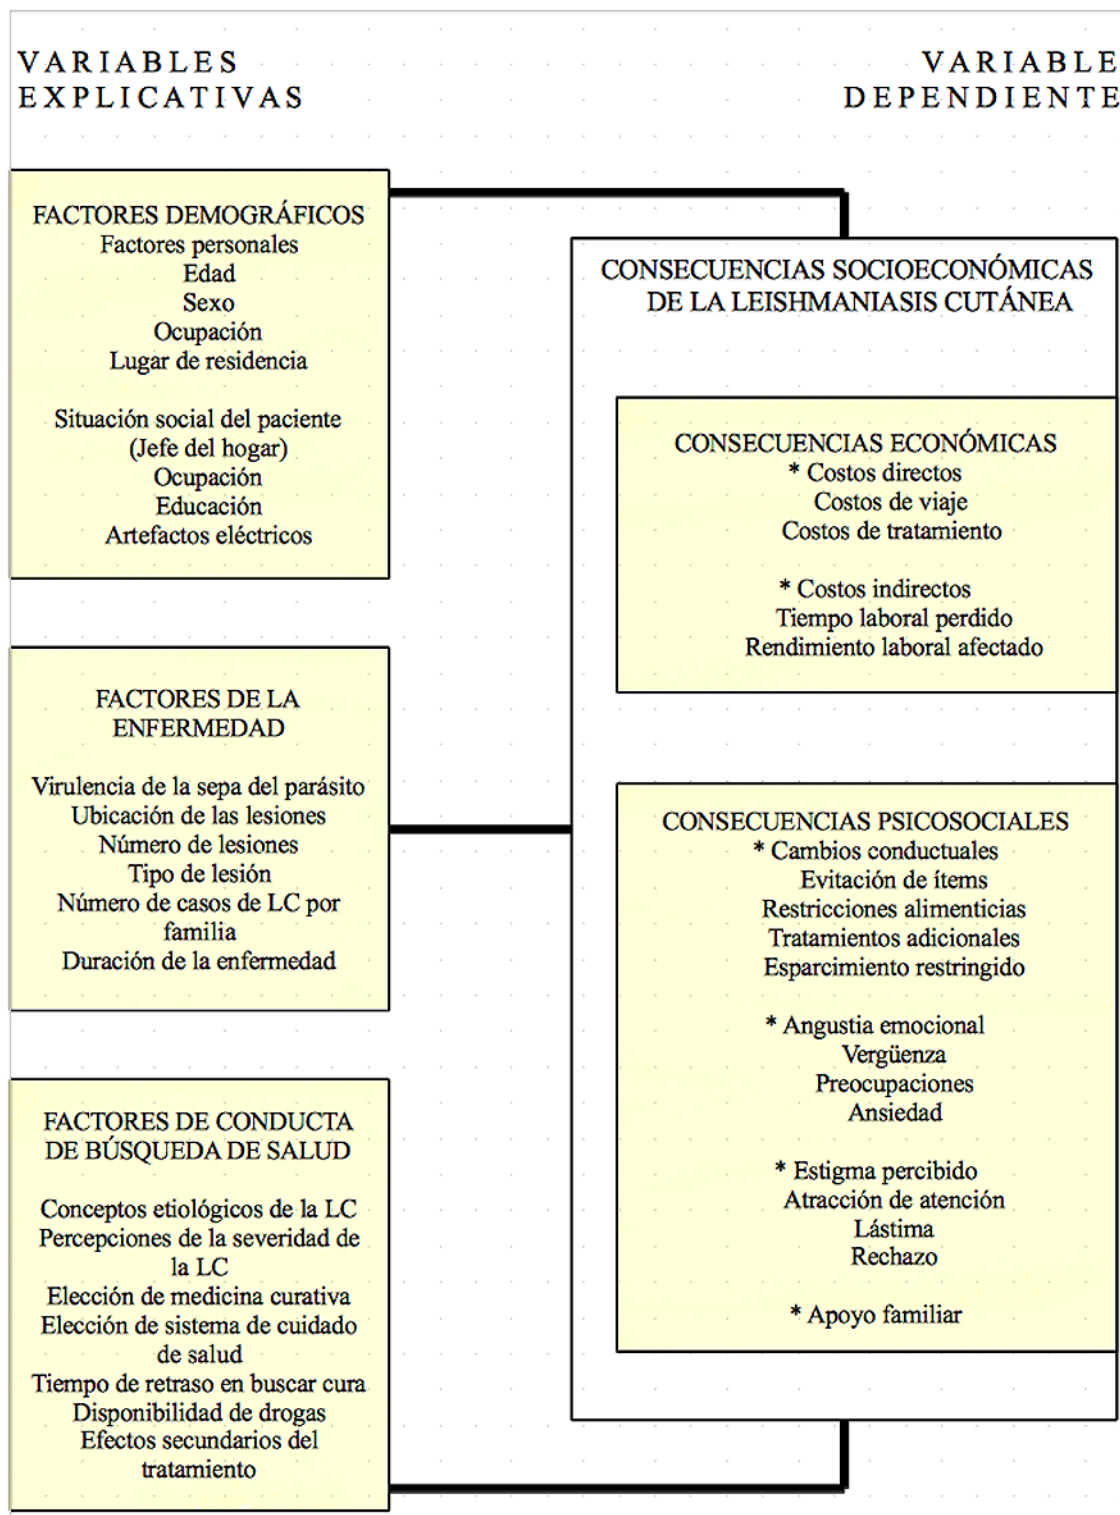 VARIABLES
EXPLICATIVAS
VARIABLE
DEPENDIENTE
FACTORES DEMOGRÁFICOS
Factores personales
Edad
Sexo
Ocupación
Lugar de residencia
Situación social del paciente
(Jefe del hogar)
Ocupación
Educación
Artefactos eléctricos
FACTORES DE LA
ENFERMEDAD
Virulencia de la sepa del parásito
Ubicación de las lesiones
Número de lesiones
Tipo de lesión
Número de casos de LC por
familia
Duración de la enfermedad
FACTORES DE CONDUCTA
DE BÚSQUEDA DE SALUD
Conceptos etiológicos de la LC
Percepciones de la severidad de
la LC
Elección de medicina curativa
Elección de sistema de cuidado
de salud
Tiempo de retraso en buscar cura
Disponibilidad de drogas
Efectos secundarios del
tratamiento
CONSECUENCIAS SOCIOECONÓMICAS
DE LA LEISHMANIASIS CUTÁNEA
CONSECUENCIAS ECONÓMICAS
* Costos directos
Costos de viaje
Costos de tratamiento
* Costos indirectos
Tiempo laboral perdido
Rendimiento laboral afectado
CONSECUENCIAS PSICOSOCIALES
* Cambios conductuales
Evitación de ítems
Restricciones alimenticias
Tratamientos adicionales
Esparcimiento restringido
* Angustia emocional
Vergüenza
Preocupaciones
Ansiedad
* Estigma percibido
Atracción de atención
Lástima
Rechazo
* Apoyo familiar